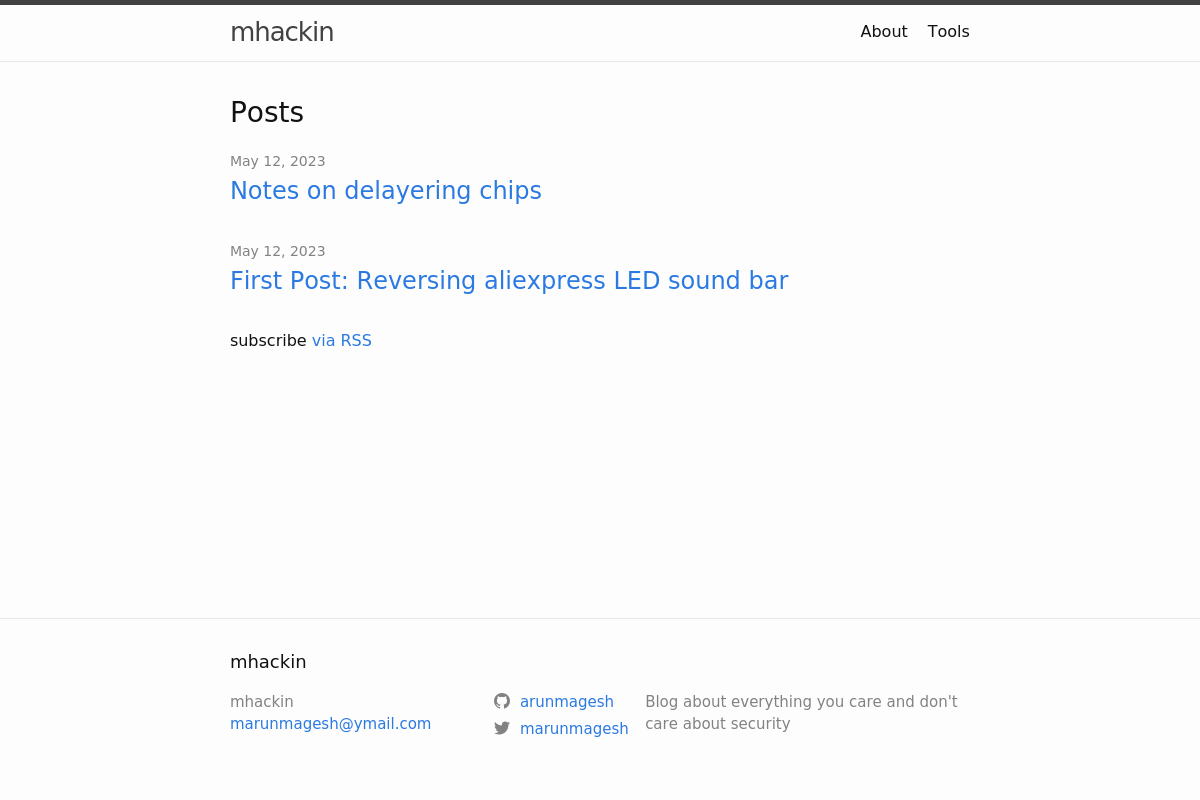 mhackin
About Tools
Posts
May 12, 2023
Notes on delayering chips
May 12, 2023
First Post: Reversing aliexpress LED sound bar
subscribe via RSS
mhackin
mhackin
marunmagesh@ymail.com
arunmagesh
marunmagesh
Blog about everything you care and don't
care about security